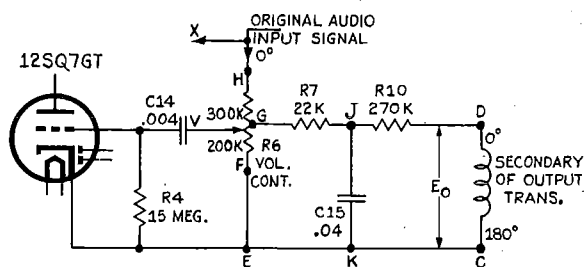 X
ORIGINAL AUDIO
INPUT SIGNAL
0°
12SQ7GT
H
C14
.004
V
300K
G
200K
R6
F
VOL.
CONT.
R7
22K
J
R10
270K
D
0°
E₀
SECONDARY
OF OUTPUT
TRANS.
R4
15 MEG.
C15
.04
180°
E
K
C